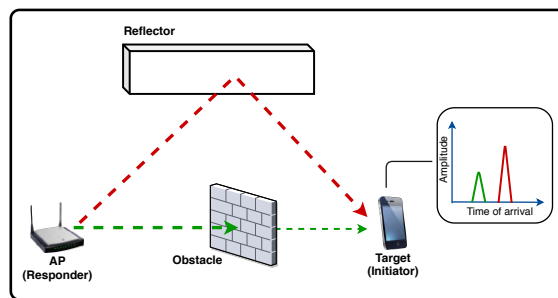 Reflector
Amplitude
Time of arrival
Obstacle
AP
(Responder)
Target
(Initiator)